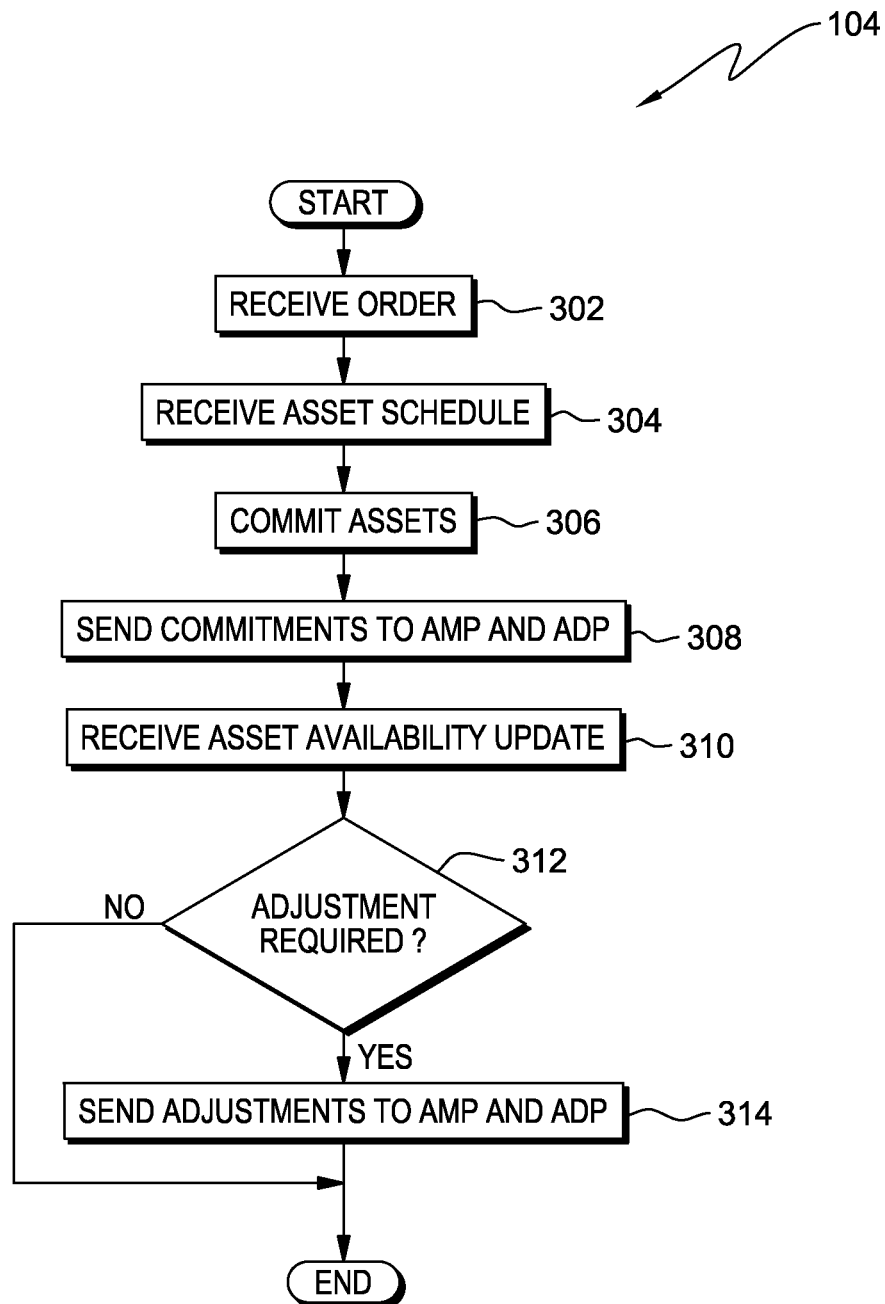 104
START
RECEIVE ORDER
302
RECEIVE ASSET SCHEDULE
304
COMMIT ASSETS
306
SEND COMMITMENTS TO AMP AND ADP
308
RECEIVE ASSET AVAILABILITY UPDATE
310
312
NO
ADJUSTMENT
REQUIRED ?
YES
SEND ADJUSTMENTS TO AMP AND ADP
314
END